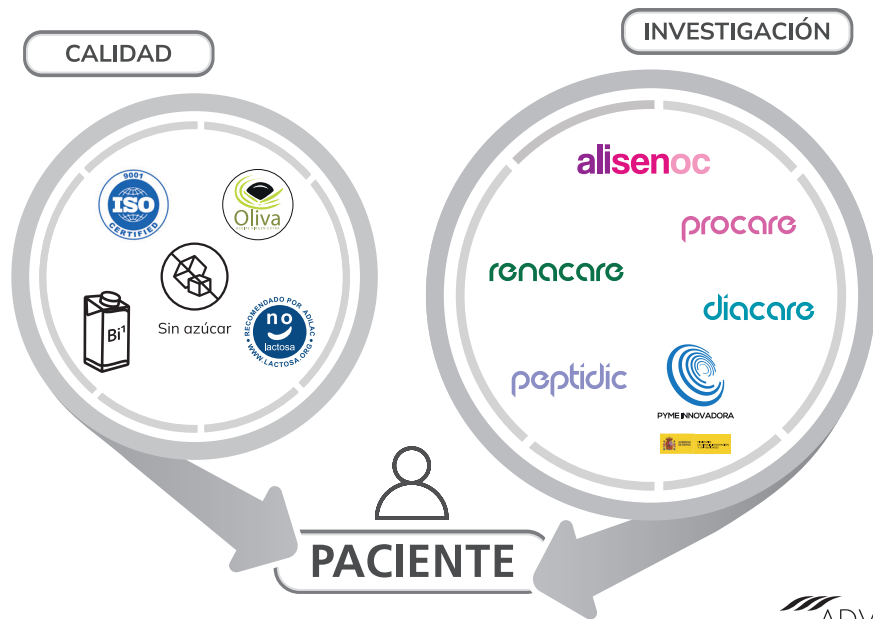 CALIDAD
INVESTIGACIÓN
9001
ISO
CERTIFIED
Oliva
Sin azúcar
Bi¹
RECOMENDADO POR ADILAC
no
lactosa
WWW.LACTOSA.ORG
alisenoc
procare
renacare
diacare
peptidic
PYME INNOVADORA
PACIENTE
ADV